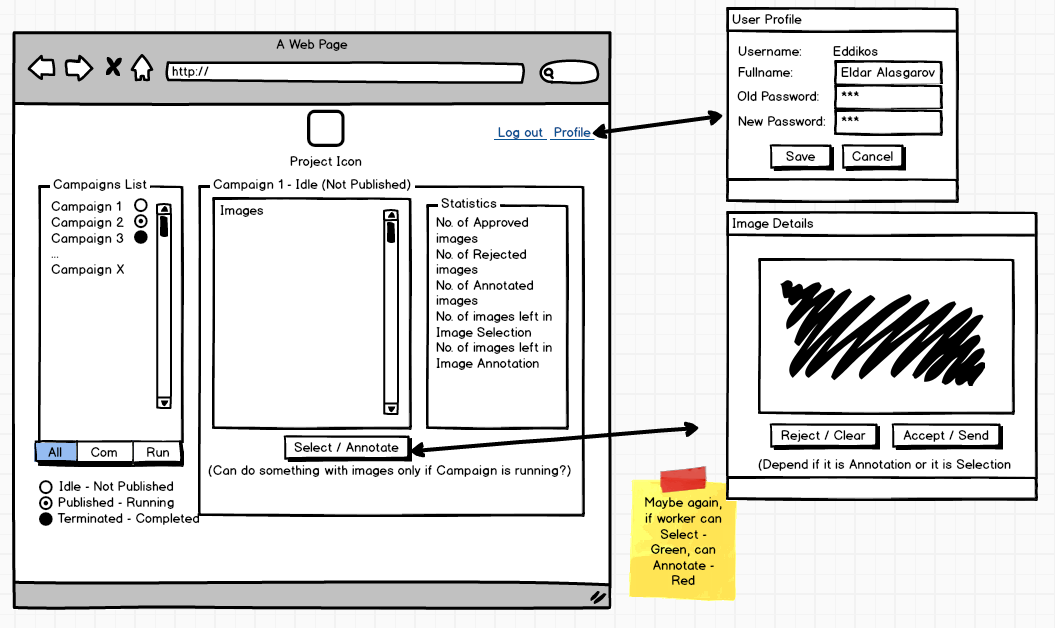 A Web Page
http://
Project Icon
Log out Profile
Campaigns List
Campaign 1
Campaign 2
Campaign 3
...
Campaign X
All Com Run
Idle - Not Published
Published - Running
Terminated - Completed
Campaign 1 - Idle (Not Published)
Images
Statistics
No. of Approved
images
No. of Rejected
images
No. of Annotated
images
No. of images left in
Image Selection
No. of images left in
Image Annotation
Select / Annotate
(Can do something with images only if Campaign is running?)
User Profile
Username: Eddikos
Fullname: Eldar Alasgarov
Old Password: ***
New Password: ***
Save Cancel
Image Details
Reject / Clear Accept / Send
(Depend if it is Annotation or it is Selection
Maybe again,
if worker can
Select -
Green, can
Annotate -
Red